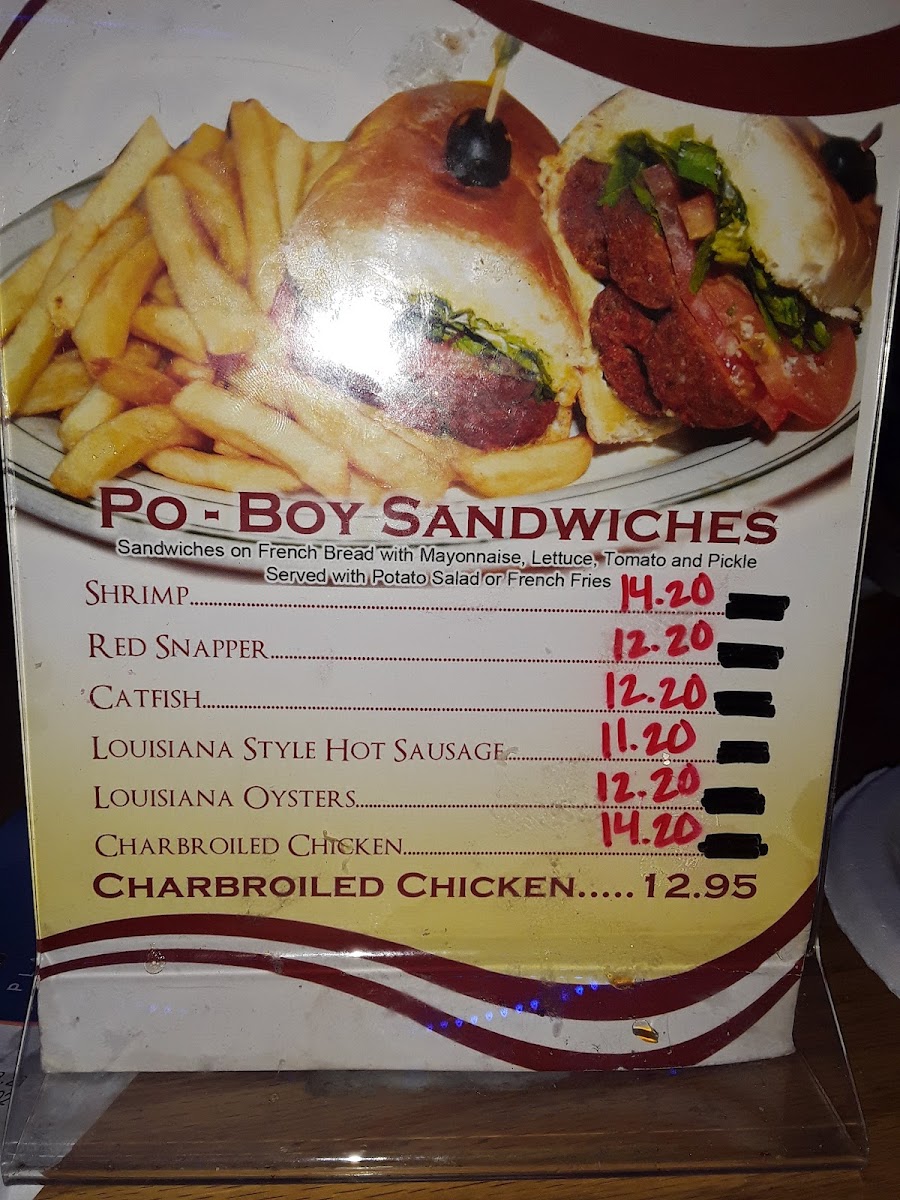 Po - Boy Sandwiches
Sandwiches on French Bread with Mayonnaise, Lettuce, Tomato and Pickle
Served with Potato Salad or French Fries
Shrimp........................................ 14.20
Red Snapper........................................ 12.20
Catfish........................................ 12.20
Louisiana Style Hot Sausage........................................ 11.20
Louisiana Oysters........................................ 12.20
Charbroiled Chicken........................................ 14.20
Charbroiled Chicken.....12.95